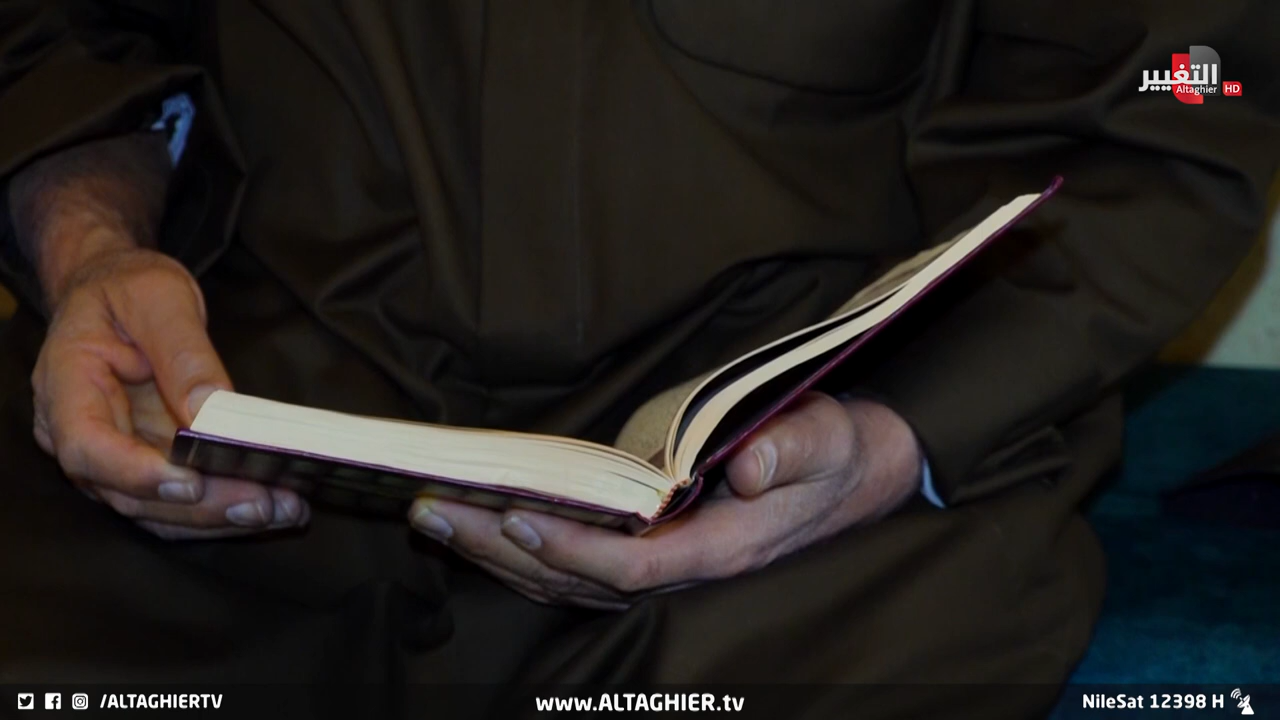 التغيير
Altaghier HD
/ALTAGHIERTV
www.ALTAGHIER.tv
NileSat 12398 H